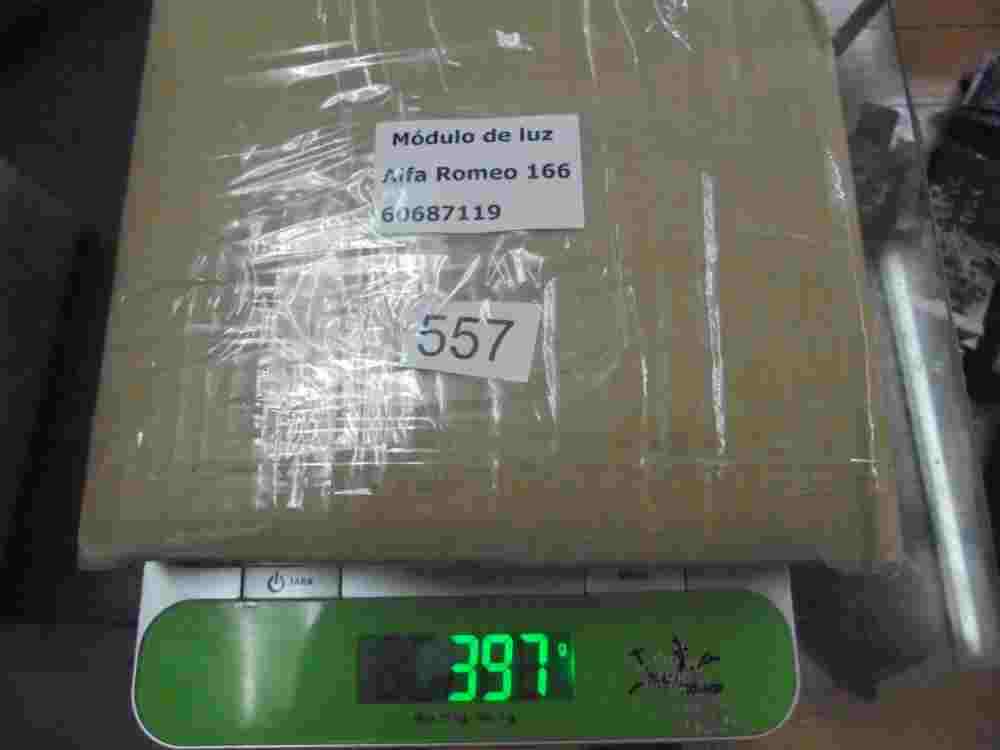 Módulo de luz
Alfa Romeo 166
60687119
557
TARA
397